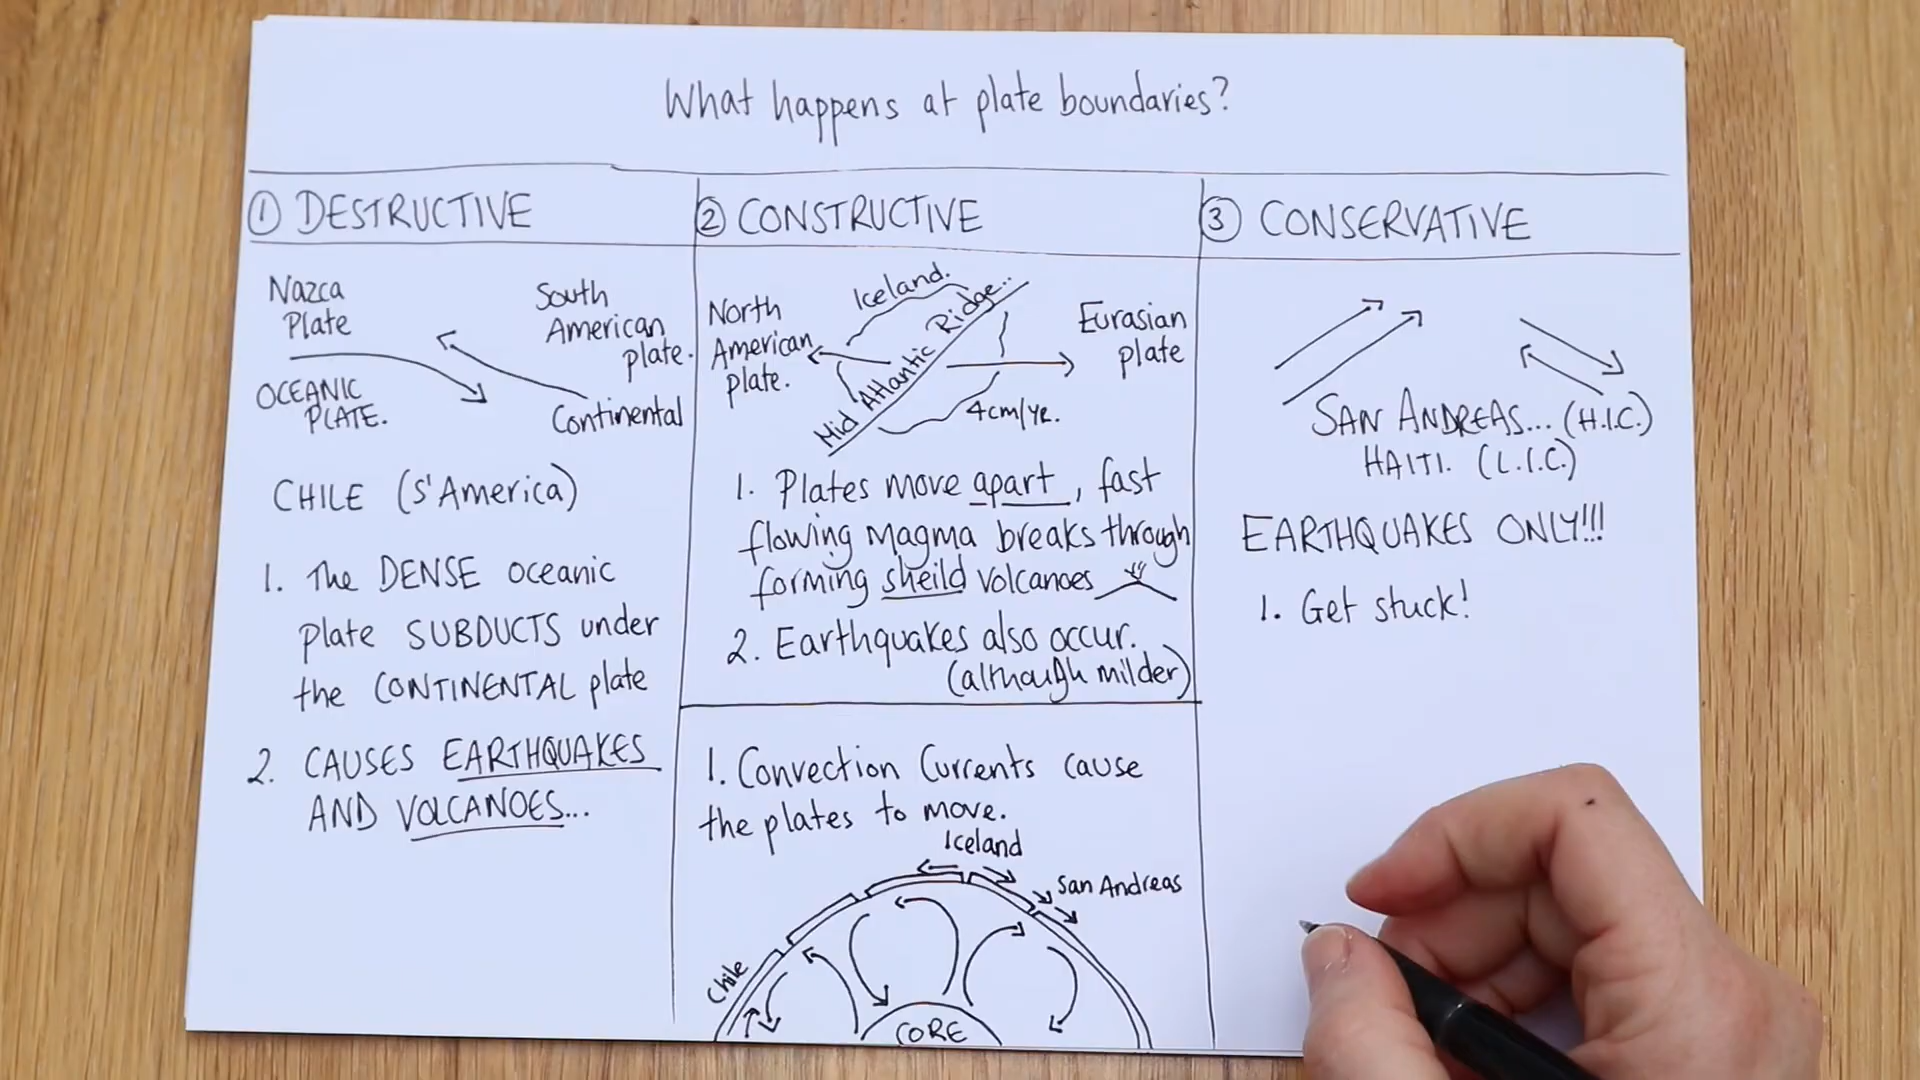 What happens at plate boundaries?
① DESTRUCTIVE
Nazca
Plate
South
American
plate.
OCEANIC
PLATE.
Continental
CHILE (S'America)
1. The DENSE oceanic
plate SUBDUCTS under
the CONTINENTAL plate
2. CAUSES EARTHQUAKES
AND VOLCANOES...
② CONSTRUCTIVE
North
American
plate.
Iceland.
Mid Atlantic Ridge...
Eurasian
plate
4cm/yr.
1. Plates move apart, fast
flowing magma breaks through
forming sheild volcanoes
2. Earthquakes also occur.
(although milder)
1. Convection Currents cause
the plates to move.
Iceland
San Andreas
Chile
CORE
③ CONSERVATIVE
SAN ANDREAS... (H.I.C.)
HAITI. (L.I.C.)
EARTHQUAKES ONLY!!!
1. Get stuck!